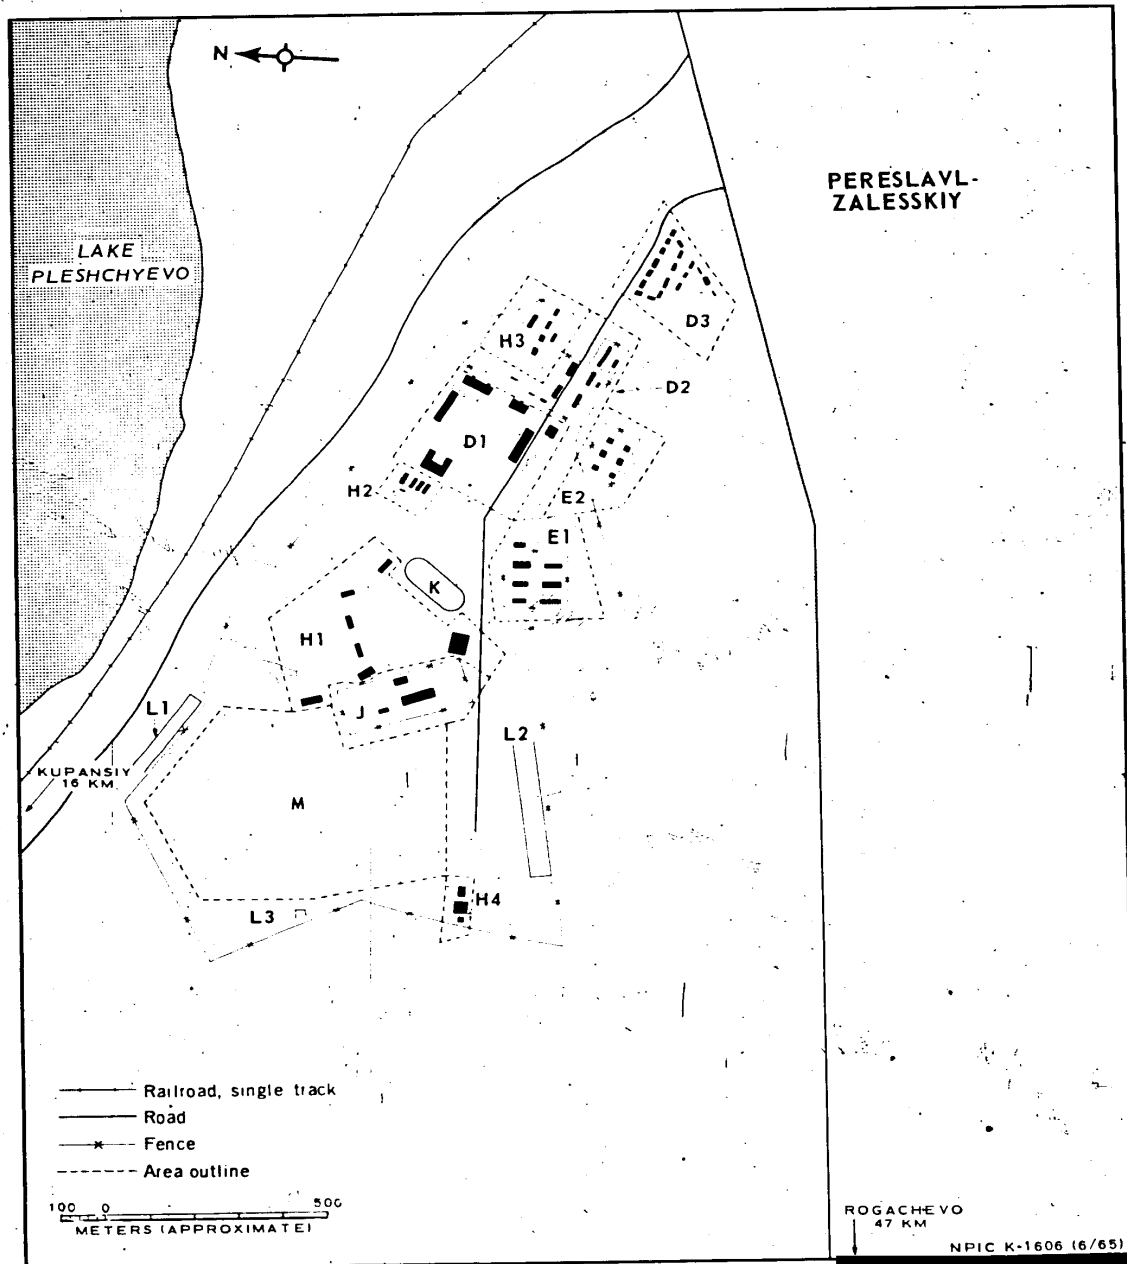 N
PERESLAVL-
ZALESSKIY
LAKE
PLESHCHYEVO
D3
H3
D2
D1
H2
E2
E1
K
H1
J
L1
L2
KUPANSIY
16 KM
M
H4
L3
Railroad, single track
Road
Fence
Area outline
100 0 500
METERS (APPROXIMATE)
ROGACHEVO
47 KM
NPIC K-1606 (6/65)